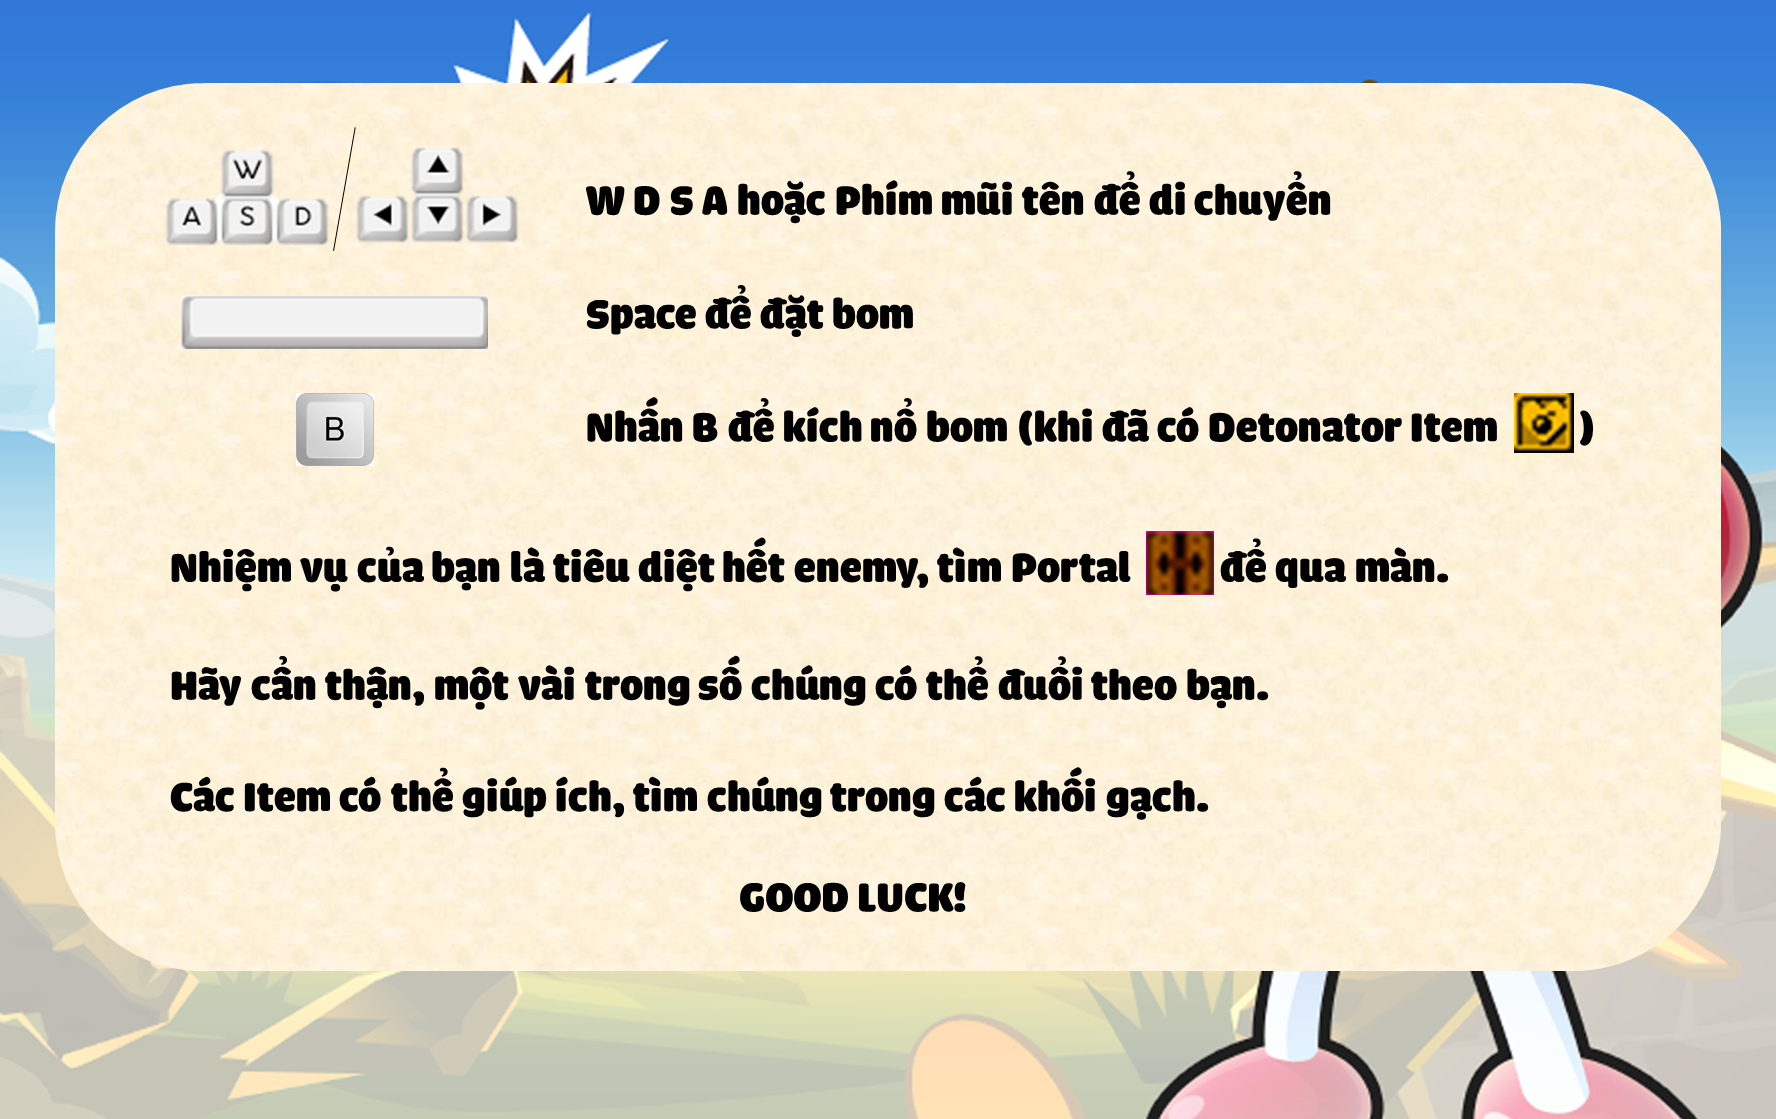 W
A S D
W D S A hoặc Phím mũi tên để di chuyển
Space để đặt bom
B
Nhấn B để kích nổ bom (khi đã có Detonator Item )
Nhiệm vụ của bạn là tiêu diệt hết enemy, tìm Portal để qua màn.
Hãy cẩn thận, một vài trong số chúng có thể đuổi theo bạn.
Các Item có thể giúp ích, tìm chúng trong các khối gạch.
GOOD LUCK!